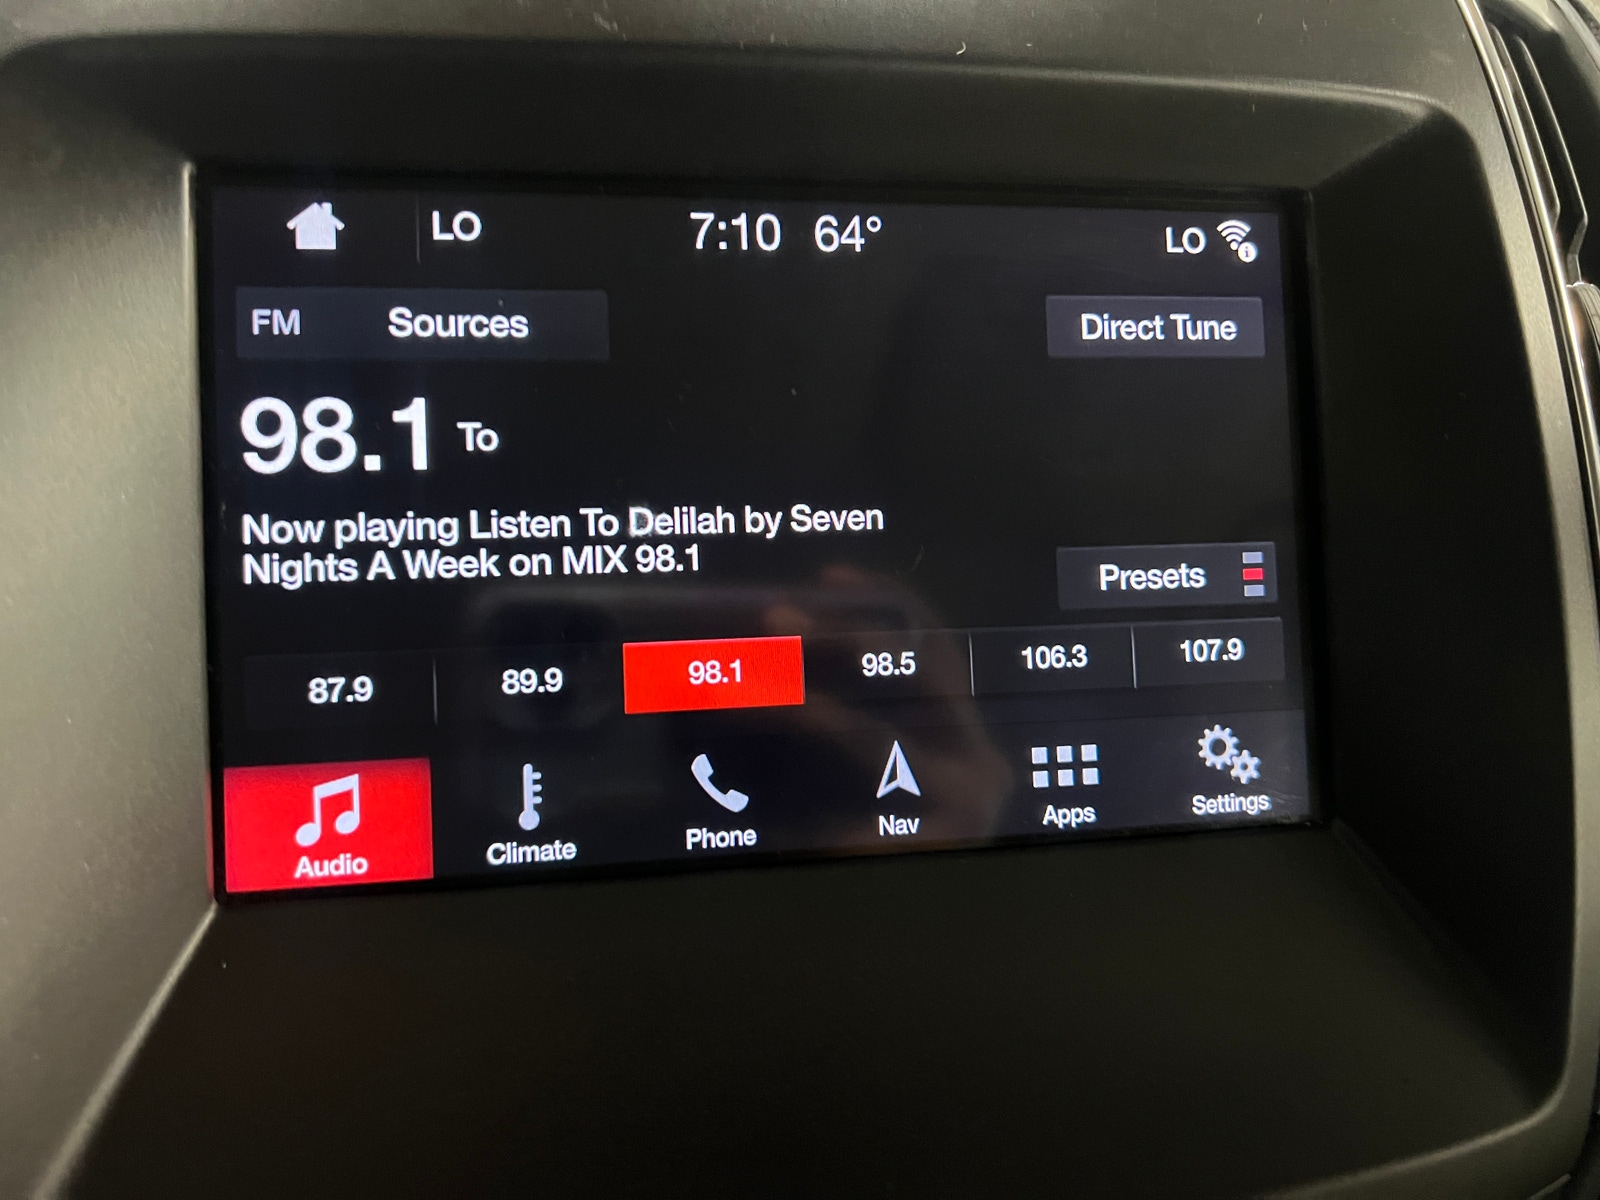 LO 7:10 64° LO
FM Sources Direct Tune
98.1 To
Now playing Listen To Delilah by Seven
Nights A Week on MIX 98.1
Presets
87.9 89.9 98.1 98.5 106.3 107.9
Audio Climate Phone Nav Apps Settings